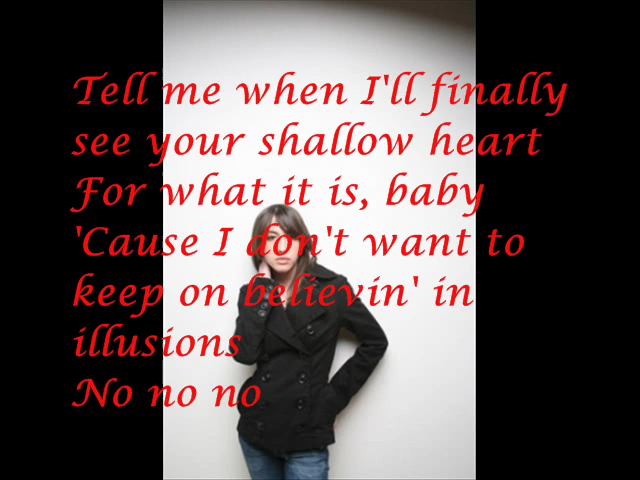 Tell me when I'll finally
see your shallow heart
For what it is, baby
'Cause I don't want to
keep on believin' in
illusions
No no no